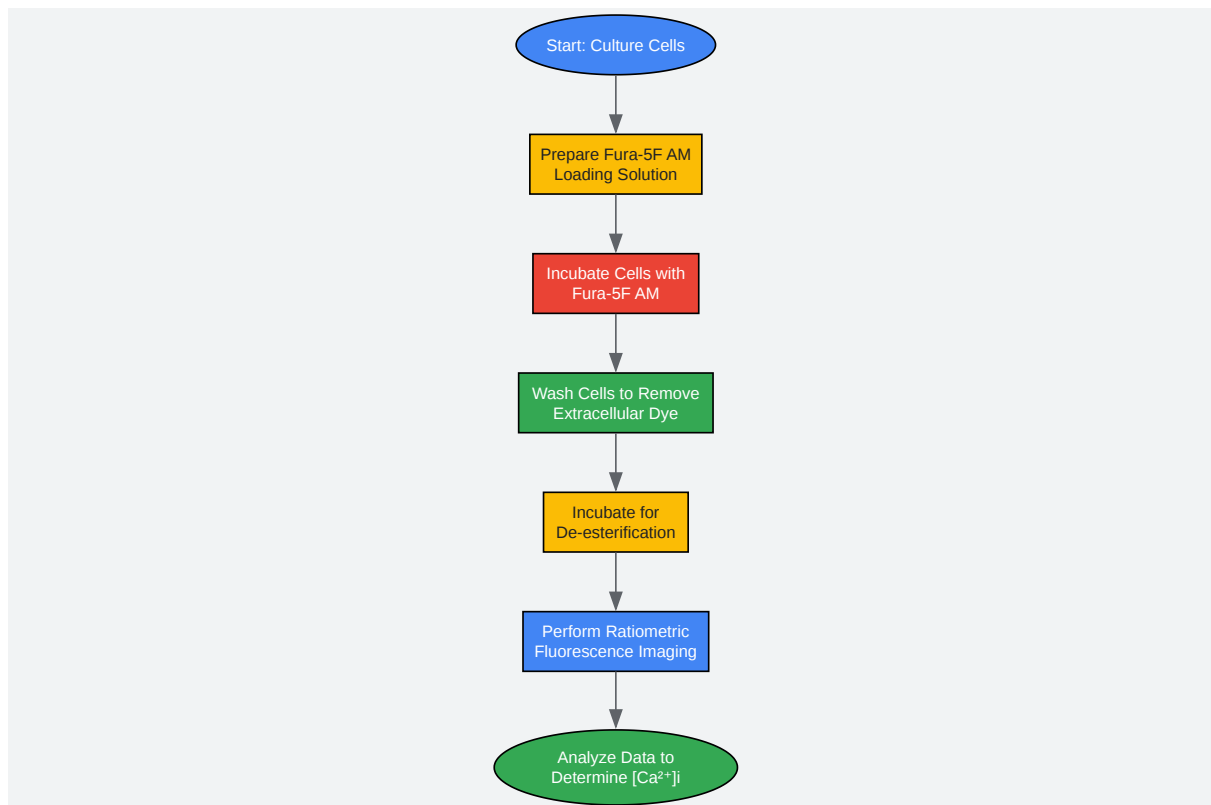 Start: Culture Cells
Prepare Fura-5F AM
Loading Solution
Incubate Cells with
Fura-5F AM
Wash Cells to Remove
Extracellular Dye
Incubate for
De-esterification
Perform Ratiometric
Fluorescence Imaging
Analyze Data to
Determine [Ca²⁺]i